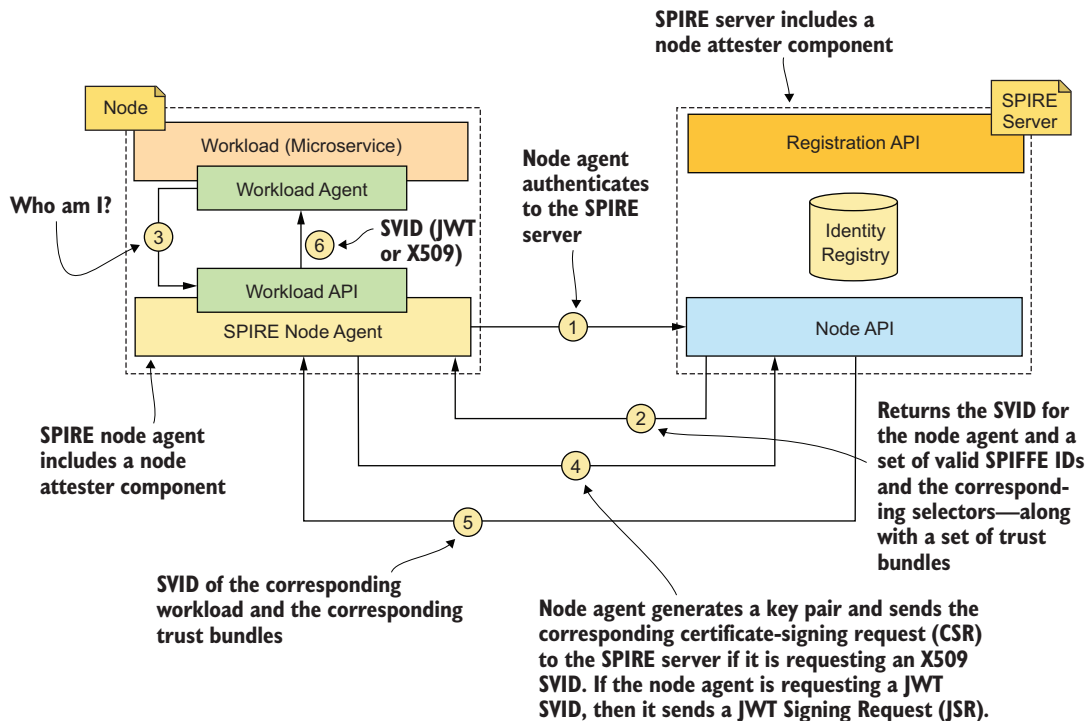 SPIRE server includes a
node attester component
Node
SPIRE
Server
Workload (Microservice)
Registration API
Workload Agent
Node agent
authenticates
to the SPIRE
server
Who am I?
3
6
SVID (JWT
or X509)
Identity
Registry
Workload API
SPIRE Node Agent
1
Node API
2
SPIRE node agent
includes a node
attester component
Returns the SVID for
the node agent and a
set of valid SPIFFE IDs
and the correspond-
ing selectors—along
with a set of trust
bundles
4
5
SVID of the corresponding
workload and the corresponding
trust bundles
Node agent generates a key pair and sends the
corresponding certificate-signing request (CSR)
to the SPIRE server if it is requesting an X509
SVID. If the node agent is requesting a JWT
SVID, then it sends a JWT Signing Request (JSR).